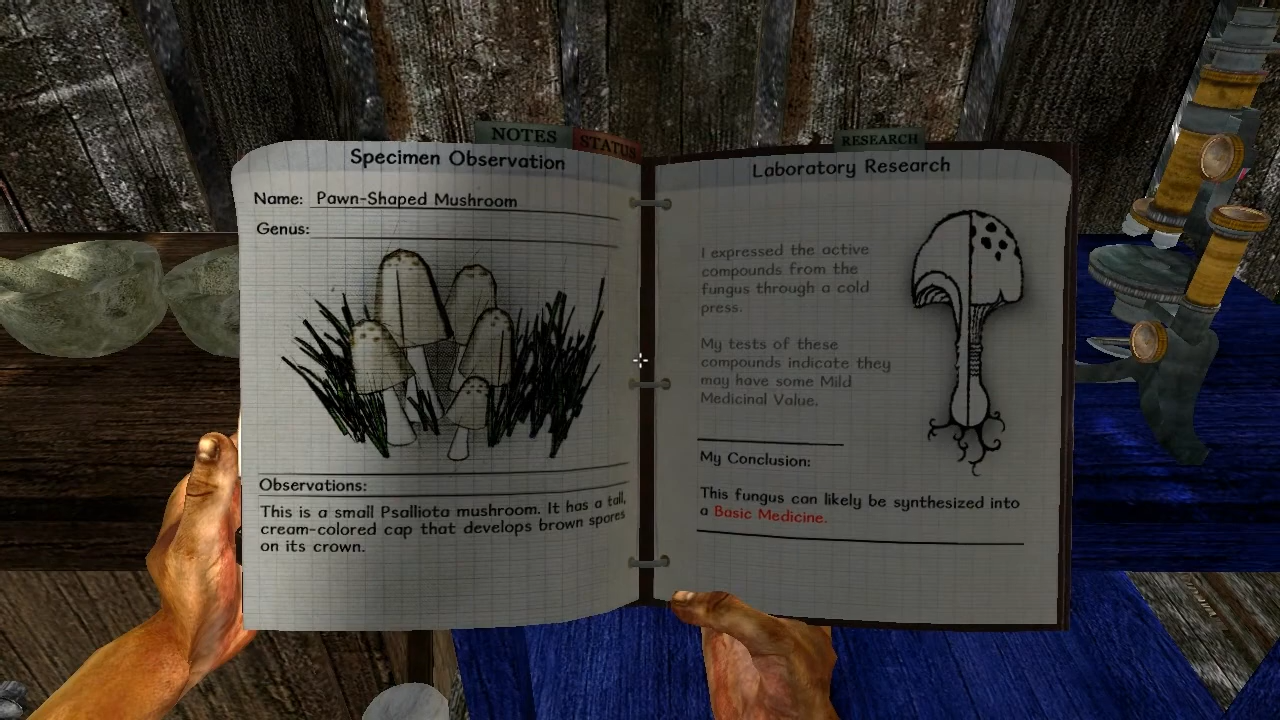 NOTES
STATUS
Specimen Observation
Name: Pawn-Shaped Mushroom
Genus:
Observations:
This is a small Psalliota mushroom. It has a tall,
cream-colored cap that develops brown spores
on its crown.
RESEARCH
Laboratory Research
I expressed the active
compounds from the
fungus through a cold
press.
My tests of these
compounds indicate they
may have some Mild
Medicinal Value.
My Conclusion:
This fungus can likely be synthesized into
a Basic Medicine.